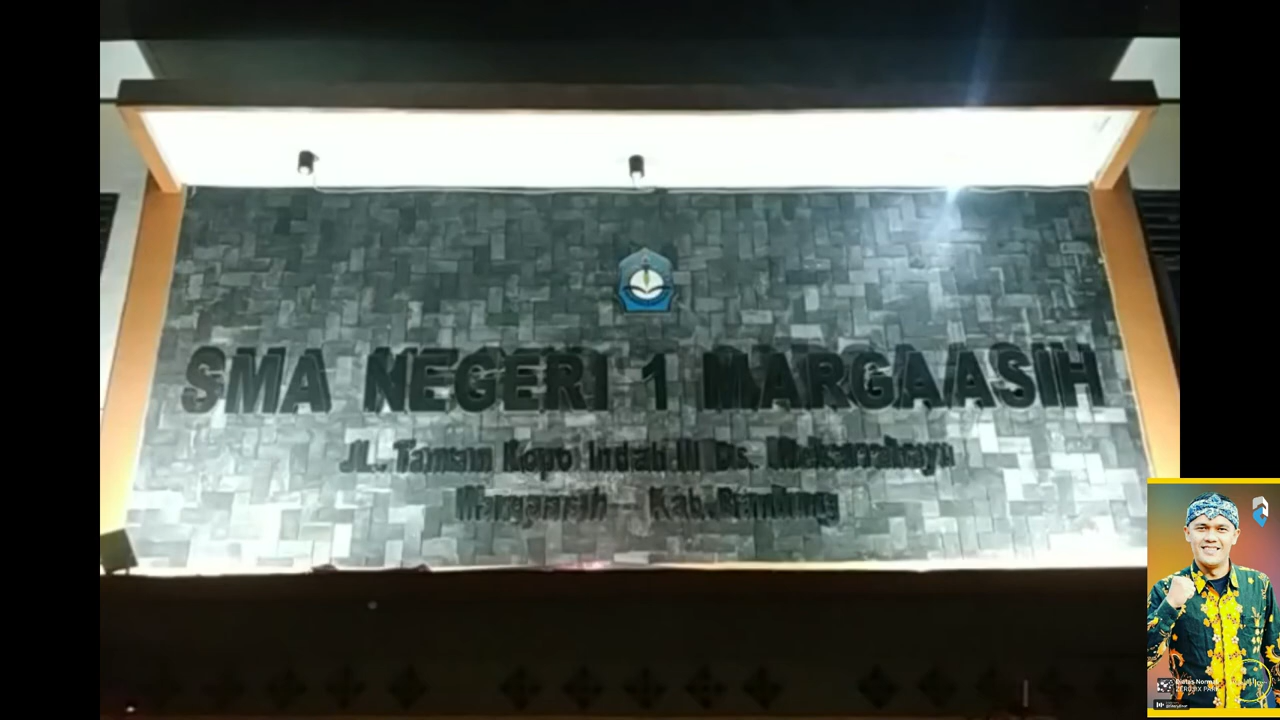 SMA NEGERI 1 MARGAASIH
JL. Taman Kopo Indah III Ds. Mekarrahayu
Margaasih - Kab. Bandung